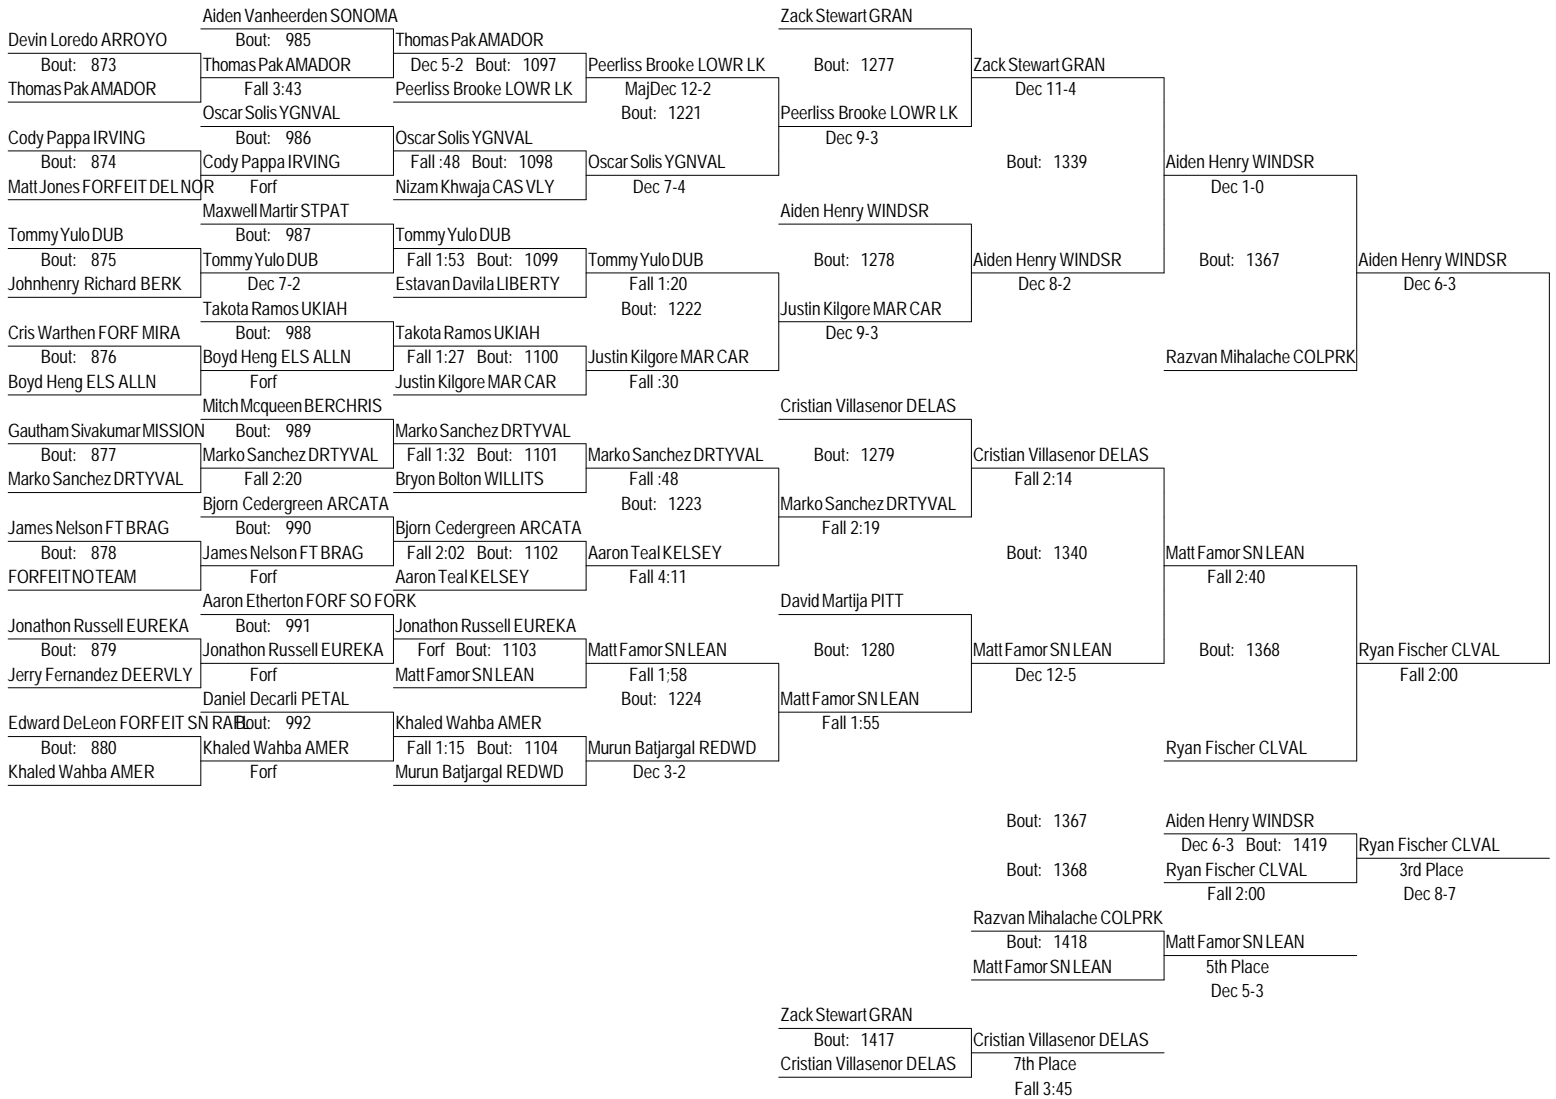 Aiden Vanheerden SONOMA Zack Stewart GRAN
Devin Loredo ARROYO Bout: 985 Thomas Pak AMADOR
Bout: 873 Thomas Pak AMADOR Dec 5-2 Bout: 1097 Peerliss Brooke LOWR LK Bout: 1277 Zack Stewart GRAN
Thomas Pak AMADOR Fall 3:43 Peerliss Brooke LOWR LK MajDec 12-2 Dec 11-4
Oscar Solis YGNVAL Bout: 1221 Peerliss Brooke LOWR LK
Cody Pappa IRVING Bout: 986 Oscar Solis YGNVAL Dec 9-3
Bout: 874 Cody Pappa IRVING Fall :48 Bout: 1098 Oscar Solis YGNVAL Bout: 1339 Aiden Henry WINDSR
Matt Jones FORFEIT DEL NOR Forf Nizam Khwaja CAS VLY Dec 7-4 Dec 1-0
Maxwell Martir STPAT Aiden Henry WINDSR
Tommy Yulo DUB Bout: 987 Tommy Yulo DUB
Bout: 875 Tommy Yulo DUB Fall 1:53 Bout: 1099 Tommy Yulo DUB Bout: 1278 Aiden Henry WINDSR Bout: 1367 Aiden Henry WINDSR
Johnhenry Richard BERK Dec 7-2 Estavan Davila LIBERTY Fall 1:20 Dec 8-2 Dec 6-3
Takota Ramos UKIAH Bout: 1222 Justin Kilgore MAR CAR
Cris Warthen FORF MIRA Bout: 988 Takota Ramos UKIAH Dec 9-3
Bout: 876 Boyd Heng ELS ALLN Fall 1:27 Bout: 1100 Justin Kilgore MAR CAR Razvan Mihalache COLPRK
Boyd Heng ELS ALLN Forf Justin Kilgore MAR CAR Fall :30
Mitch Mcqueen BERCHRIS Cristian Villasenor DELAS
Gautham Sivakumar MISSION Bout: 989 Marko Sanchez DRTYVAL
Bout: 877 Marko Sanchez DRTYVAL Fall 1:32 Bout: 1101 Marko Sanchez DRTYVAL Bout: 1279 Cristian Villasenor DELAS
Marko Sanchez DRTYVAL Fall 2:20 Bryon Bolton WILLITS Fall :48 Fall 2:14
Bjorn Cedergreen ARCATA Bout: 1223 Marko Sanchez DRTYVAL
James Nelson FT BRAG Bout: 990 Bjorn Cedergreen ARCATA Fall 2:19
Bout: 878 James Nelson FT BRAG Fall 2:02 Bout: 1102 Aaron Teal KELSEY Bout: 1340 Matt Famor SN LEAN
FORFEIT NO TEAM Forf Aaron Teal KELSEY Fall 4:11 Fall 2:40
Aaron Etherton FORF SO FORK David Martija PITT
Jonathon Russell EUREKA Bout: 991 Jonathon Russell EUREKA
Bout: 879 Jonathon Russell EUREKA Forf Bout: 1103 Matt Famor SN LEAN Bout: 1280 Matt Famor SN LEAN Bout: 1368 Ryan Fischer CLVAL
Jerry Fernandez DEERVLY Forf Matt Famor SN LEAN Fall 1;58 Dec 12-5 Fall 2:00
Daniel Decarli PETAL Bout: 1224 Matt Famor SN LEAN
Edward DeLeon FORFEIT SN RAFL Bout: 992 Khaled Wahba AMER Fall 1:55
Bout: 880 Khaled Wahba AMER Fall 1:15 Bout: 1104 Murun Batjargal REDWD Ryan Fischer CLVAL
Khaled Wahba AMER Forf Murun Batjargal REDWD Dec 3-2
Bout: 1367 Aiden Henry WINDSR
Dec 6-3 Bout: 1419 Ryan Fischer CLVAL
Bout: 1368 Ryan Fischer CLVAL 3rd Place
Fall 2:00 Dec 8-7
Razvan Mihalache COLPRK
Bout: 1418 Matt Famor SN LEAN
Matt Famor SN LEAN 5th Place
Dec 5-3
Zack Stewart GRAN
Bout: 1417 Cristian Villasenor DELAS
Cristian Villasenor DELAS 7th Place
Fall 3:45